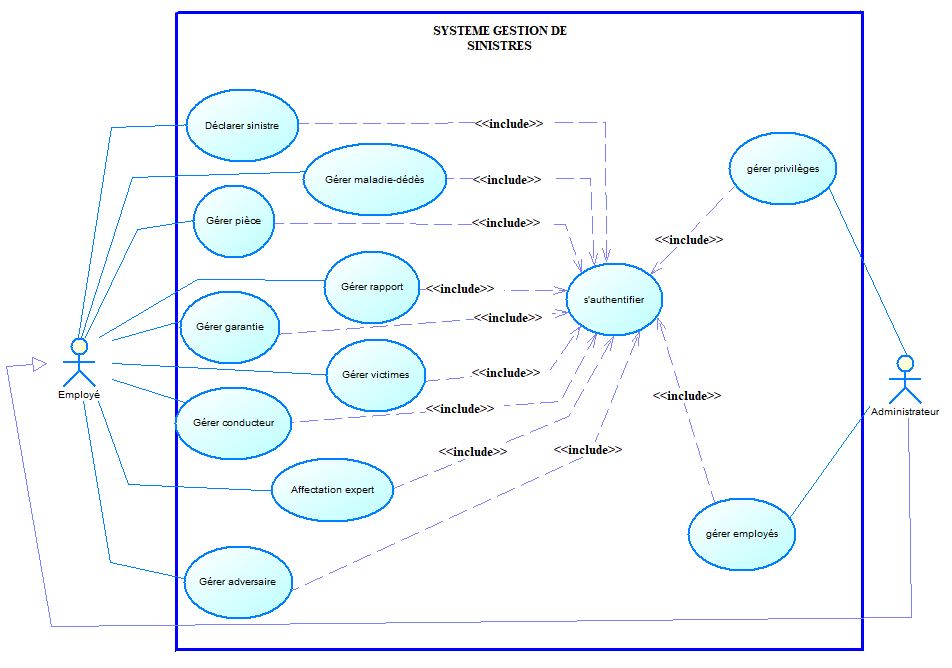 SYSTEME GESTION DE
SINISTRES
Déclarer sinistre
<<include>>
Gérer maladie-dédès
<<include>>
gérer privilèges
Gérer pièce
<<include>>
<<include>>
Gérer rapport
<<include>>
s'authentifier
Gérer garantie
<<include>>
Gérer victimes
<<include>>
Employé
<<include>>
Administrateur
Gérer conducteur
<<include>>
<<include>>
<<include>>
Affectation expert
gérer employés
Gérer adversaire